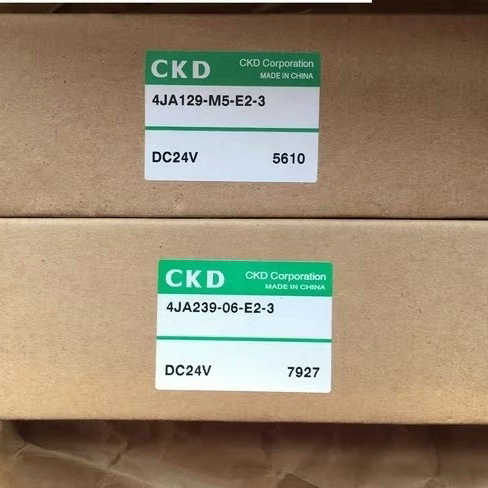 CKD CKD Corporation
MADE IN CHINA
4JA129-M5-E2-3
DC24V 5610
CKD CKD Corporation
MADE IN CHINA
4JA239-06-E2-3
DC24V 7927